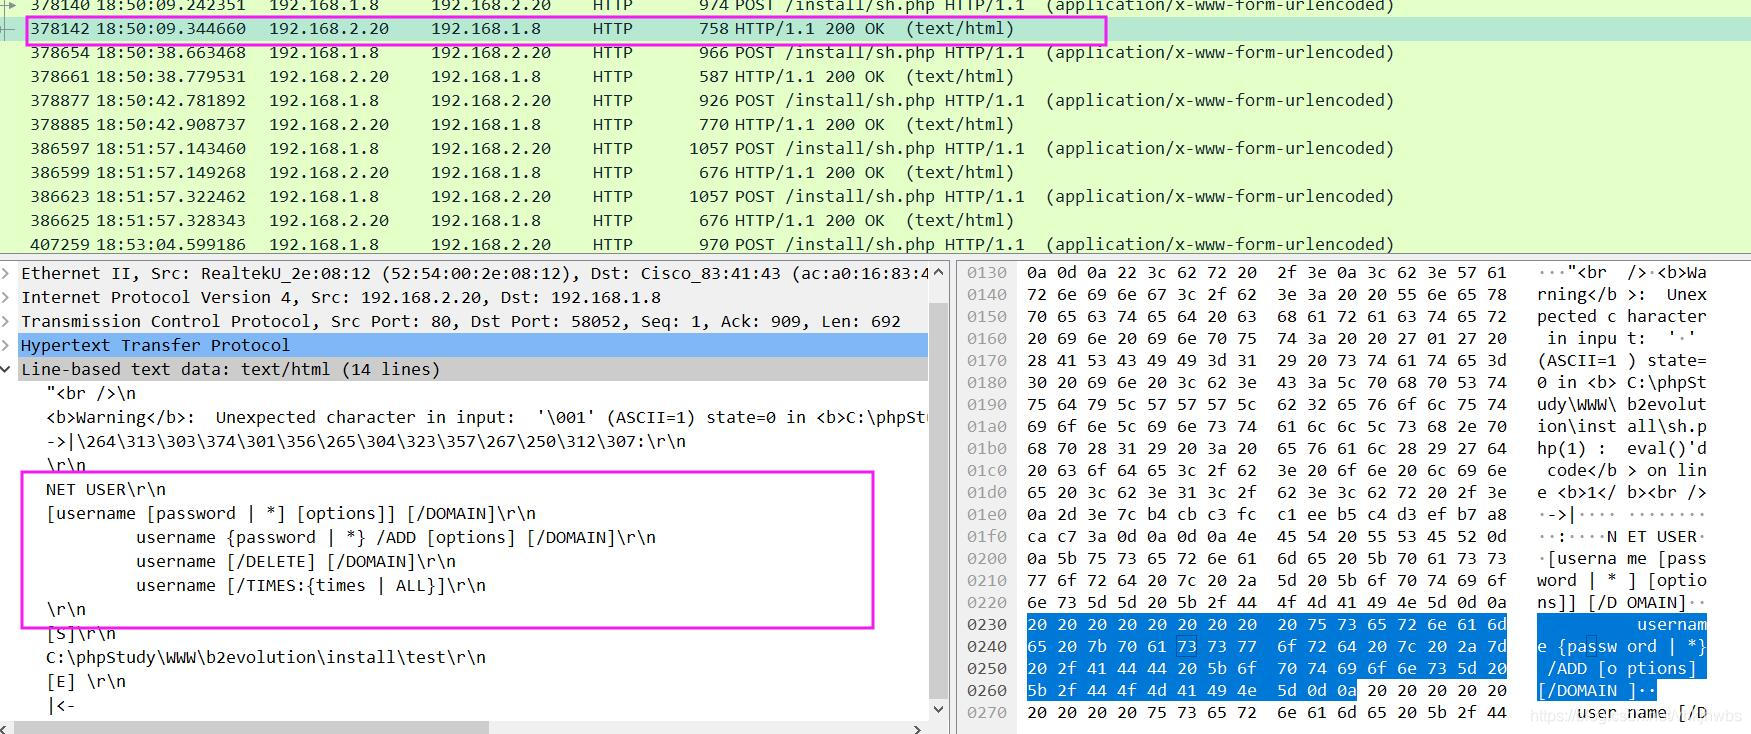 378140 18:50:09.242351 192.168.1.8 192.168.2.20 HTTP 974 POST /install/sh.php HTTP/1.1 (application/x-www-form-urlencoded)
378142 18:50:09.344660 192.168.2.20 192.168.1.8 HTTP 758 HTTP/1.1 200 OK (text/html)
378654 18:50:38.663468 192.168.1.8 192.168.2.20 HTTP 966 POST /install/sh.php HTTP/1.1 (application/x-www-form-urlencoded)
378661 18:50:38.779531 192.168.2.20 192.168.1.8 HTTP 587 HTTP/1.1 200 OK (text/html)
378877 18:50:42.781892 192.168.1.8 192.168.2.20 HTTP 926 POST /install/sh.php HTTP/1.1 (application/x-www-form-urlencoded)
378885 18:50:42.908737 192.168.2.20 192.168.1.8 HTTP 770 HTTP/1.1 200 OK (text/html)
386597 18:51:57.143460 192.168.1.8 192.168.2.20 HTTP 1057 POST /install/sh.php HTTP/1.1 (application/x-www-form-urlencoded)
386599 18:51:57.149268 192.168.2.20 192.168.1.8 HTTP 676 HTTP/1.1 200 OK (text/html)
386623 18:51:57.322462 192.168.1.8 192.168.2.20 HTTP 1057 POST /install/sh.php HTTP/1.1 (application/x-www-form-urlencoded)
386625 18:51:57.328343 192.168.2.20 192.168.1.8 HTTP 676 HTTP/1.1 200 OK (text/html)
407259 18:53:04.599186 192.168.1.8 192.168.2.20 HTTP 970 POST /install/sh.php HTTP/1.1 (application/x-www-form-urlencoded)
Ethernet II, Src: RealtekU_2e:08:12 (52:54:00:2e:08:12), Dst: Cisco_83:41:43 (ac:a0:16:83:4
Internet Protocol Version 4, Src: 192.168.2.20, Dst: 192.168.1.8
Transmission Control Protocol, Src Port: 80, Dst Port: 58052, Seq: 1, Ack: 909, Len: 692
Hypertext Transfer Protocol
Line-based text data: text/html (14 lines)
"<br />\n
<b>Warning</b>:  Unexpected character in input:  '\001' (ASCII=1) state=0 in <b>C:\phpStu
->|\264\313\303\374\301\356\265\304\323\357\267\250\312\307:\r\n
\r\n
NET USER\r\n
[username [password | *] [options]] [/DOMAIN]\r\n
username {password | *} /ADD [options] [/DOMAIN]\r\n
username [/DELETE] [/DOMAIN]\r\n
username [/TIMES:{times | ALL}]\r\n
\r\n
[S]\r\n
C:\phpStudy\WWW\b2evolution\install\test\r\n
[E] \r\n
|<-
0130 0a 0d 0a 22 3c 62 72 20 2f 3e 0a 3c 62 3e 57 61 ···"<br />·<b>Wa
0140 72 6e 69 6e 67 3c 2f 62 3e 3a 20 20 55 6e 65 78 rning</b >:  Unex
0150 70 65 63 74 65 64 20 63 68 61 72 61 63 74 65 72 pected c haracter
0160 20 69 6e 20 69 6e 70 75 74 3a 20 20 27 01 27 20 in inpu t:  '·'
0170 28 41 53 43 49 49 3d 31 29 20 73 74 61 74 65 3d (ASCII=1 ) state=
0180 30 20 69 6e 20 3c 62 3e 43 3a 5c 70 68 70 53 74 0 in <b> C:\phpSt
0190 75 64 79 5c 57 57 57 5c 62 32 65 76 6f 6c 75 74 udy\WWW\ b2evolut
01a0 69 6f 6e 5c 69 6e 73 74 61 6c 6c 5c 73 68 2e 70 ion\inst all\sh.p
01b0 68 70 28 31 29 20 3a 20 65 76 61 6c 28 29 27 64 hp(1) :  eval()'d
01c0 20 63 6f 64 65 3c 2f 62 3e 20 6f 6e 20 6c 69 6e code</b > on lin
01d0 65 20 3c 62 3e 31 3c 2f 62 3e 3c 62 72 20 2f 3e e <b>1</ b><br />
01e0 0a 2d 3e 7c b4 cb c3 fc c1 ee b5 c4 d3 ef b7 a8 ·->|···· ········
01f0 ca c7 3a 0d 0a 0d 0a 4e 45 54 20 55 53 45 52 0d ··:····N ET USER·
0200 0a 5b 75 73 65 72 6e 61 6d 65 20 5b 70 61 73 73 ·[userna me [pass
0210 77 6f 72 64 20 7c 20 2a 5d 20 5b 6f 70 74 69 6f word | * ] [optio
0220 6e 73 5d 5d 20 5b 2f 44 4f 4d 41 49 4e 5d 0d 0a ns]] [/D OMAIN]··
0230 20 20 20 20 20 20 20 20 20 75 73 65 72 6e 61 6d usernam
0240 65 20 7b 70 61 73 73 77 6f 72 64 20 7c 20 2a 7d e {passw ord | *}
0250 20 2f 41 44 44 20 5b 6f 70 74 69 6f 6e 73 5d 20 /ADD [o ptions]
0260 5b 2f 44 4f 4d 41 49 4e 5d 0d 0a 20 20 20 20 20 [/DOMAIN ]··
0270 20 20 20 20 75 73 65 72 6e 61 6d 65 20 5b 2f 44 user name [/D